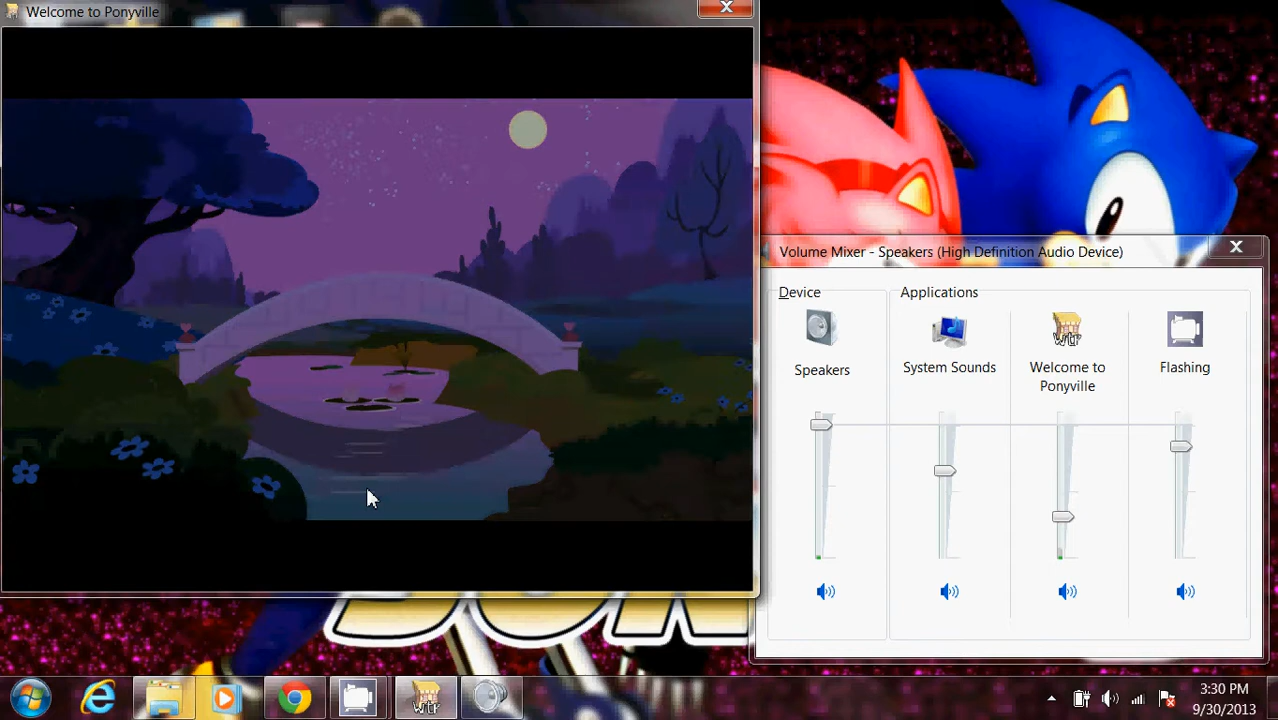 Welcome to Ponyville
Volume Mixer - Speakers (High Definition Audio Device)
Device
Applications
Speakers
System Sounds
Welcome to
Ponyville
Flashing
3:30 PM
9/30/2013